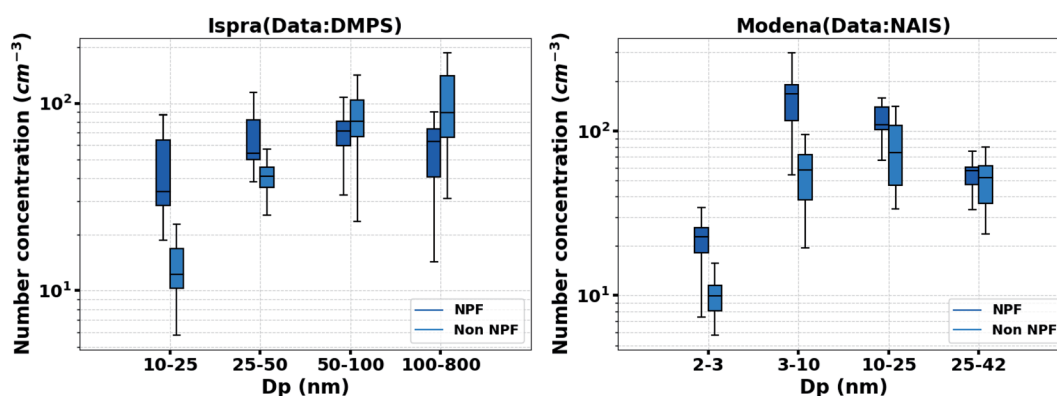 Ispra(Data:DMPS)
Number concentration (cm⁻³)
10²
10¹
10-25 25-50 50-100 100-800
Dp (nm)
NPF
Non NPF
Modena(Data:NAIS)
Number concentration (cm⁻³)
10²
10¹
2-3 3-10 10-25 25-42
Dp (nm)
NPF
Non NPF